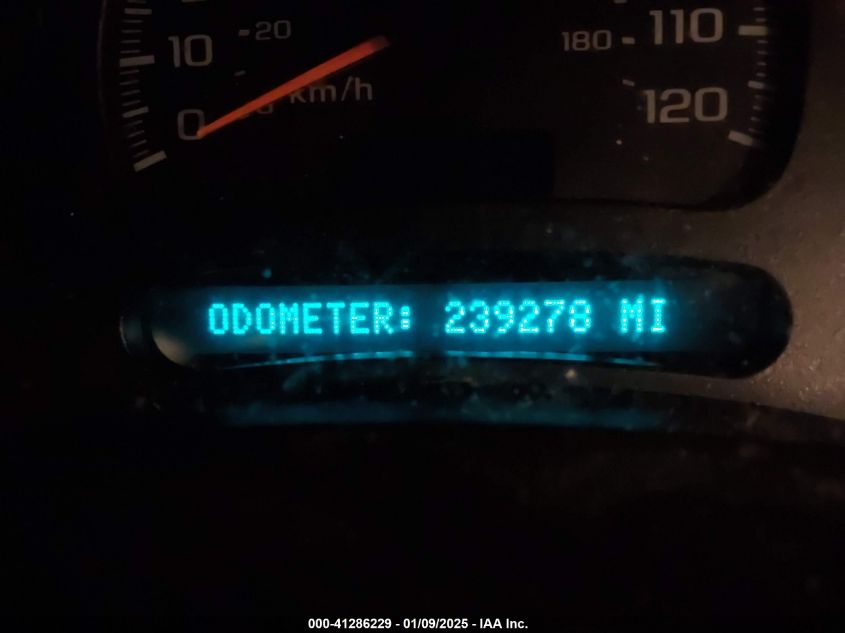 10 20 180 110
km/h
0 120
ODOMETER: 239278 MI
000-41286229 - 01/09/2025 - IAA Inc.